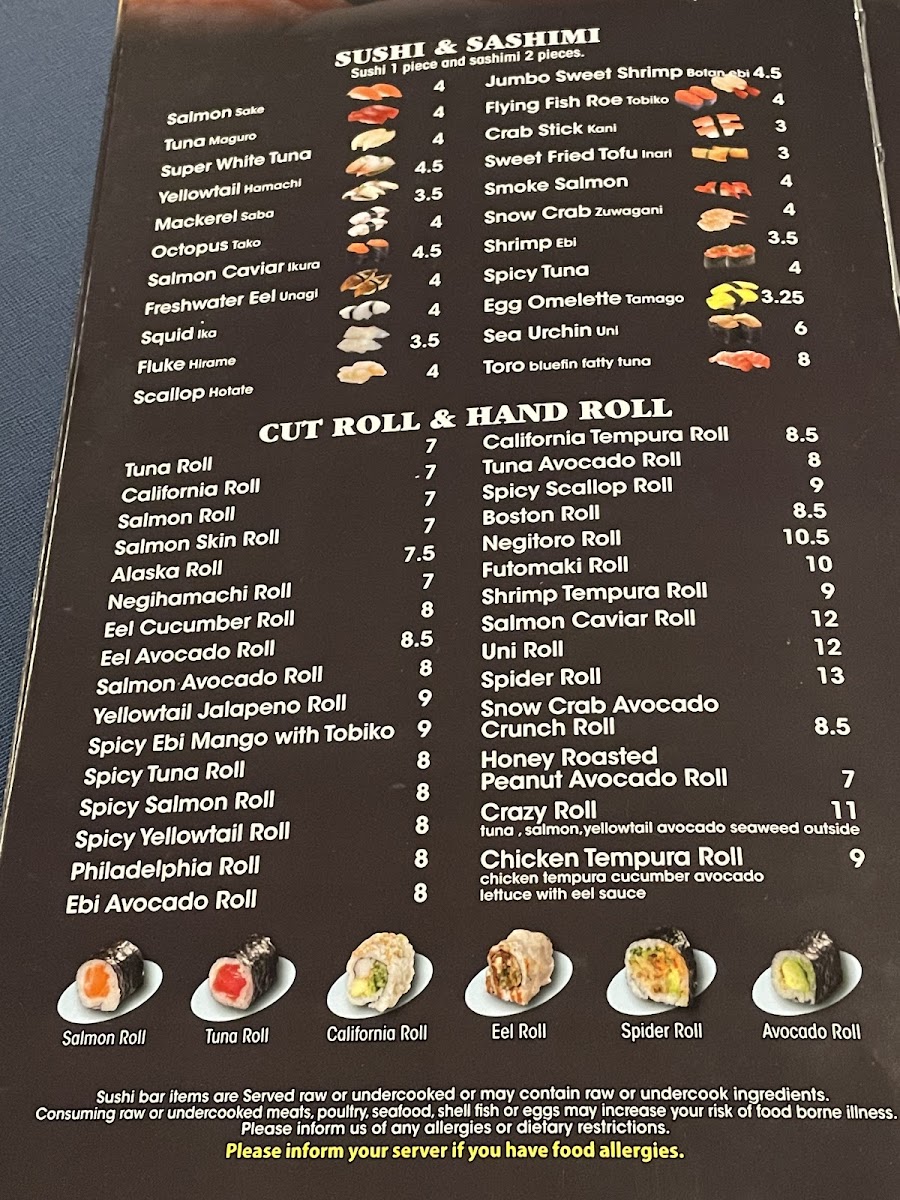 SUSHI & SASHIMI
Sushi 1 piece and sashimi 2 pieces.
Salmon Sake 4
Tuna Maguro 4
Super White Tuna 4
Yellowtail Hamachi 4.5
Mackerel Saba 3.5
Octopus Tako 4
Salmon Caviar Ikura 4.5
Freshwater Eel Unagi 4
Squid Ika 4
Fluke Hirame 3.5
Scallop Hotate 4
Jumbo Sweet Shrimp Botan ebi 4.5
Flying Fish Roe Tobiko 4
Crab Stick Kani 3
Sweet Fried Tofu Inari 3
Smoke Salmon 4
Snow Crab Zuwagani 4
Shrimp Ebi 3.5
Spicy Tuna 4
Egg Omelette Tamago 3.25
Sea Urchin Uni 6
Toro bluefin fatty tuna 8
CUT ROLL & HAND ROLL
Tuna Roll 7
California Roll 7
Salmon Roll 7
Salmon Skin Roll 7
Alaska Roll 7.5
Negihamachi Roll 7
Eel Cucumber Roll 8
Eel Avocado Roll 8.5
Salmon Avocado Roll 8
Yellowtail Jalapeno Roll 9
Spicy Ebi Mango with Tobiko 9
Spicy Tuna Roll 8
Spicy Salmon Roll 8
Spicy Yellowtail Roll 8
Philadelphia Roll 8
Ebi Avocado Roll 8
California Tempura Roll 8.5
Tuna Avocado Roll 8
Spicy Scallop Roll 9
Boston Roll 8.5
Negitoro Roll 10.5
Futomaki Roll 10
Shrimp Tempura Roll 9
Salmon Caviar Roll 12
Uni Roll 12
Spider Roll 13
Snow Crab Avocado
Crunch Roll 8.5
Honey Roasted
Peanut Avocado Roll 7
Crazy Roll 11
tuna , salmon,yellowtail avocado seaweed outside
Chicken Tempura Roll 9
chicken tempura cucumber avocado
lettuce with eel sauce
Salmon Roll
Tuna Roll
California Roll
Eel Roll
Spider Roll
Avocado Roll
Sushi bar items are Served raw or undercooked or may contain raw or undercook ingredients.
Consuming raw or undercooked meats, poultry, seafood, shell fish or eggs may increase your risk of food borne illness.
Please inform us of any allergies or dietary restrictions.
Please inform your server if you have food allergies.